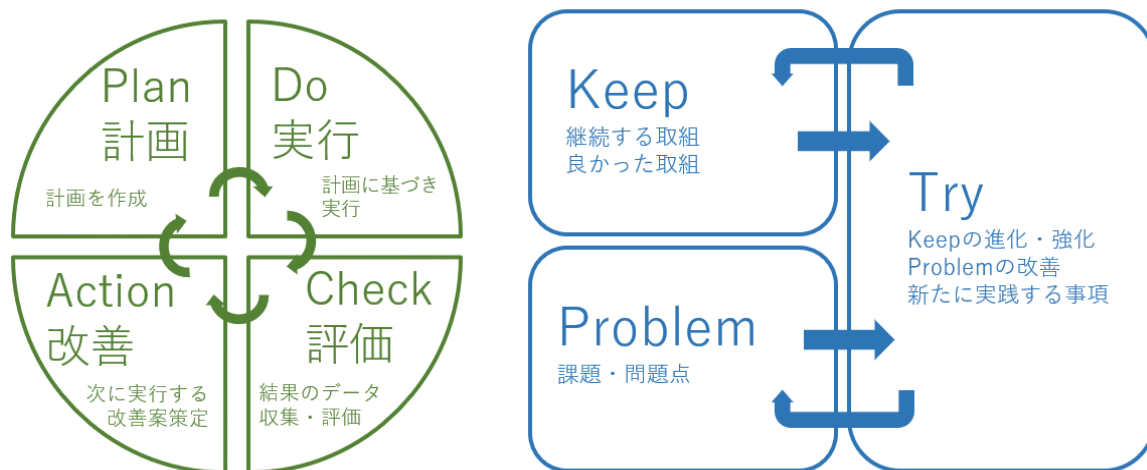 Plan
計画
計画を作成
Do
実行
計画に基づき
実行
Action
改善
次に実行する
改善案策定
Check
評価
結果のデータ
収集・評価
Keep
継続する取組
良かった取組
Problem
課題・問題点
Try
Keepの進化・強化
Problemの改善
新たに実践する事項